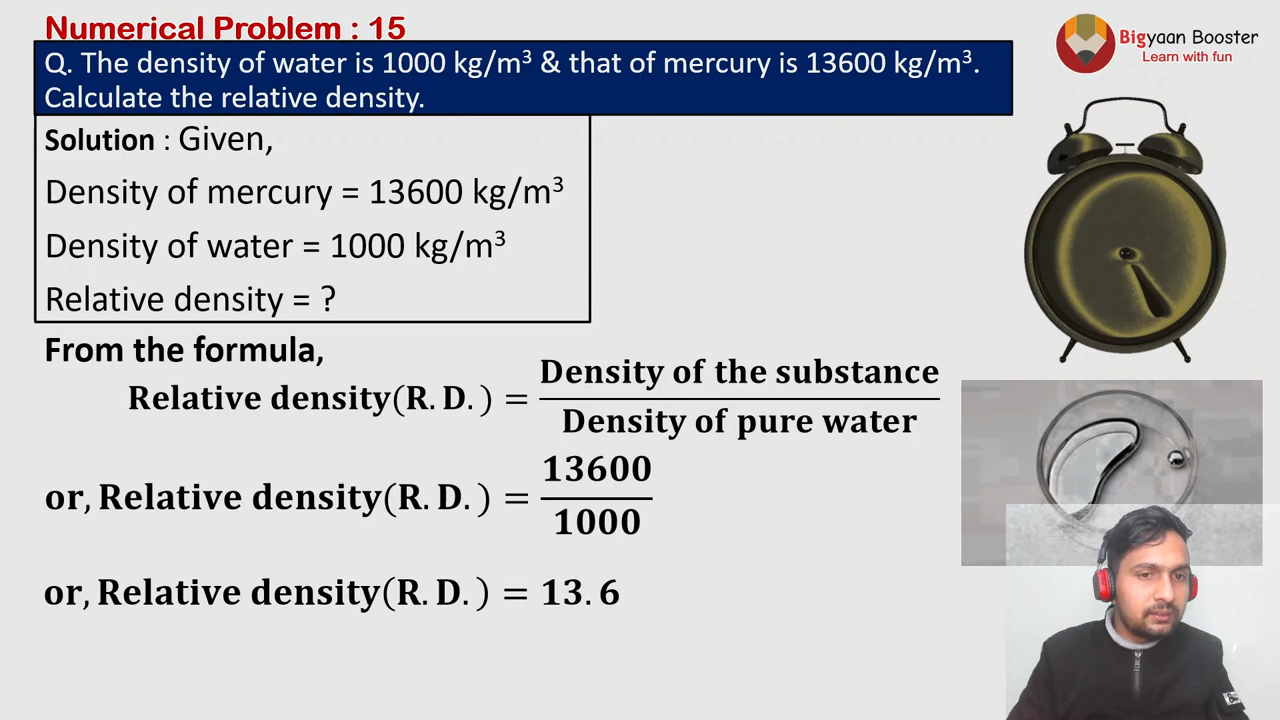 Numerical Problem : 15
Bigyaan Booster
Learn with fun
Q. The density of water is 1000 kg/m³ & that of mercury is 13600 kg/m³.
Calculate the relative density.
Solution : Given,
Density of mercury = 13600 kg/m³
Density of water = 1000 kg/m³
Relative density = ?
From the formula,
Relative density(R.D.) = Density of the substance / Density of pure water
or, Relative density(R.D.) = 13600 / 1000
or, Relative density(R.D.) = 13.6